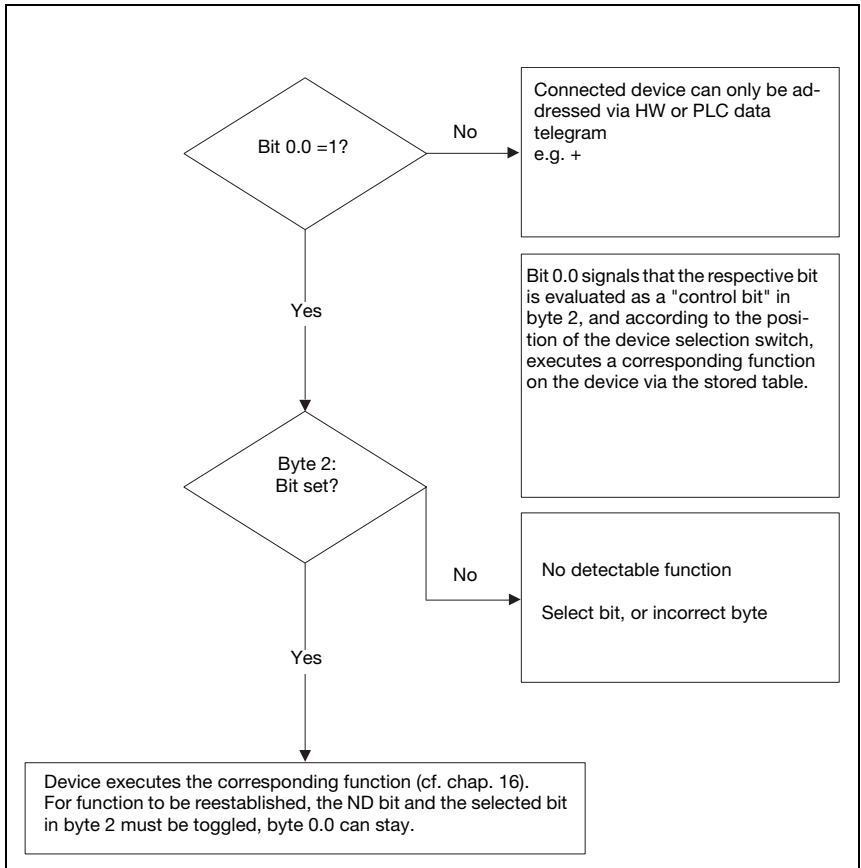 Bit 0.0 =1?
No
Connected device can only be ad-
dressed via HW or PLC data
telegram
e.g. +
Yes
Bit 0.0 signals that the respective bit
is evaluated as a "control bit" in
byte 2, and according to the posi-
tion of the device selection switch,
executes a corresponding function
on the device via the stored table.
Byte 2:
Bit set?
No
No detectable function
Select bit, or incorrect byte
Yes
Device executes the corresponding function (cf. chap. 16).
For function to be reestablished, the ND bit and the selected bit
in byte 2 must be toggled, byte 0.0 can stay.